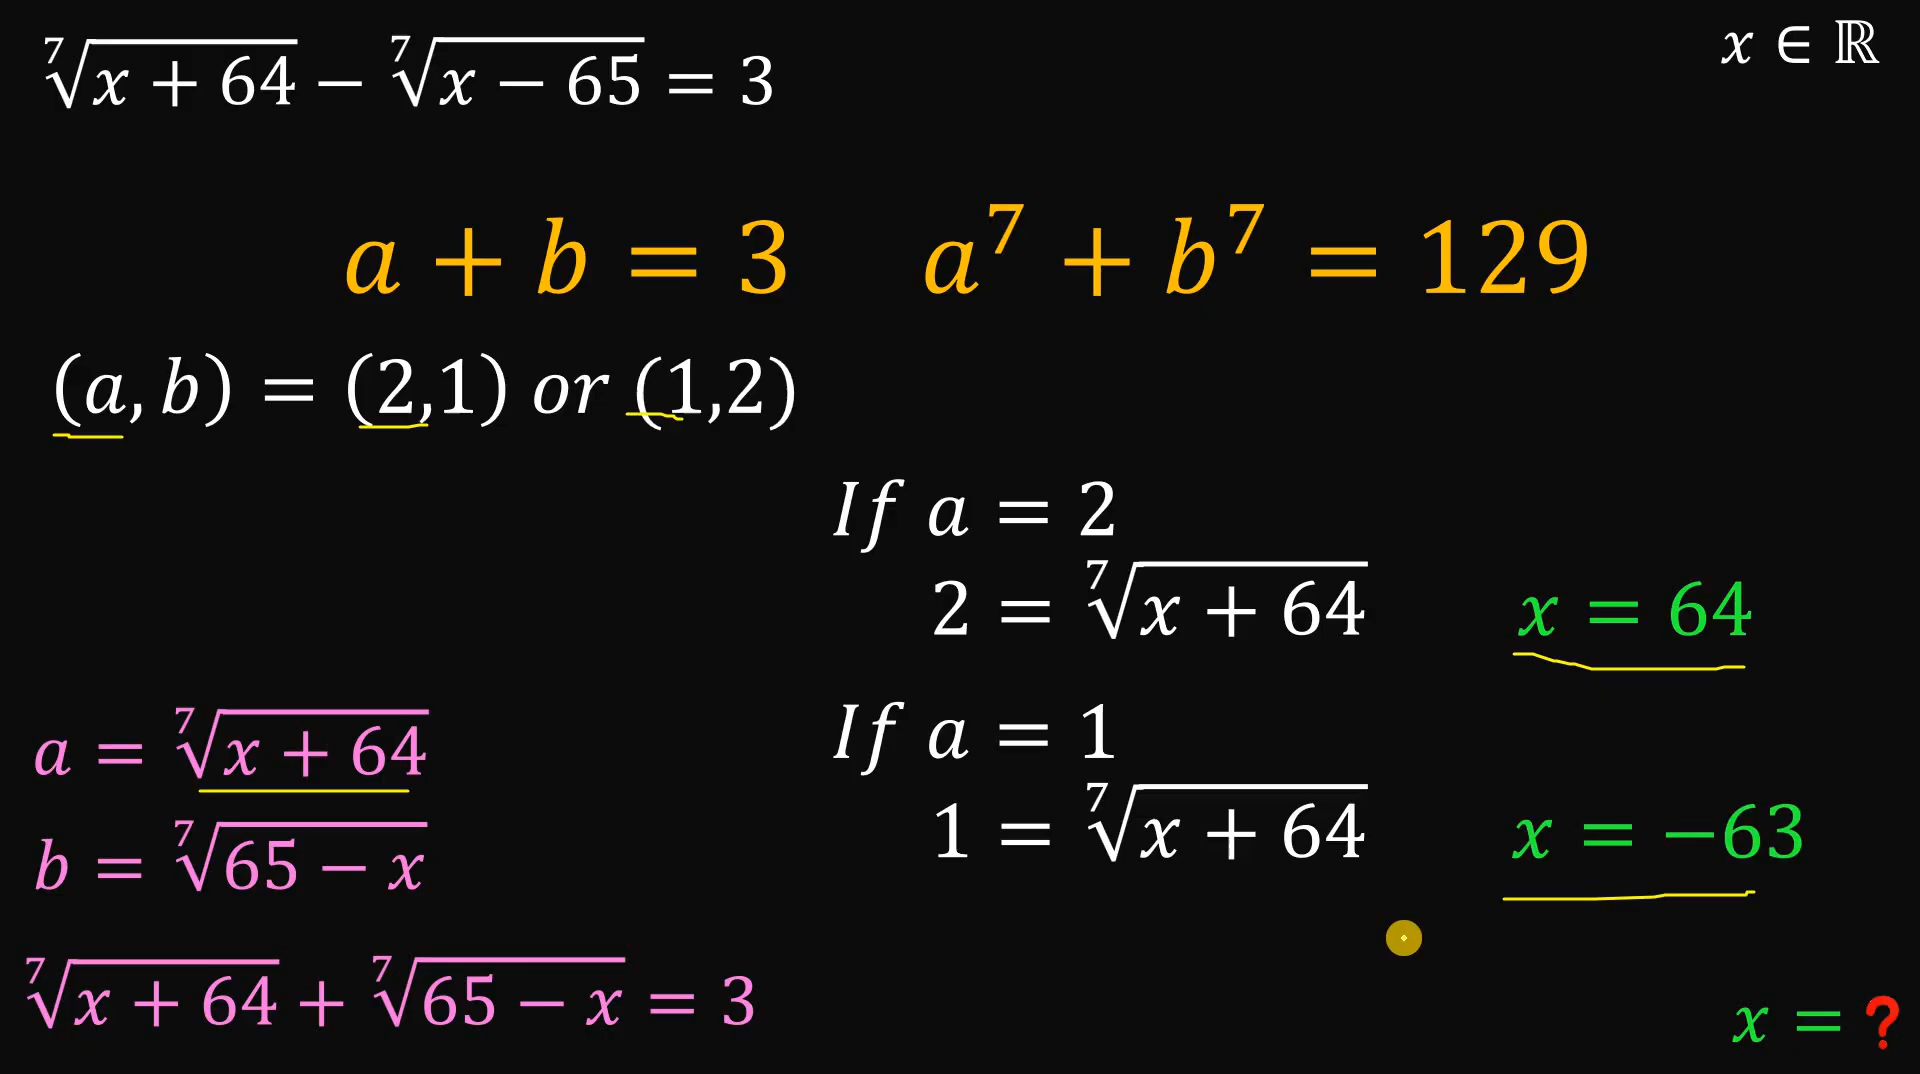 ⁷√(x + 64) − ⁷√(x − 65) = 3
x ∈ ℝ
a + b = 3 a⁷ + b⁷ = 129
(a, b) = (2,1) or (1,2)
If a = 2
2 = ⁷√(x + 64) x = 64
If a = 1
1 = ⁷√(x + 64) x = −63
a = ⁷√(x + 64)
b = ⁷√(65 − x)
⁷√(x + 64) + ⁷√(65 − x) = 3
x = ?